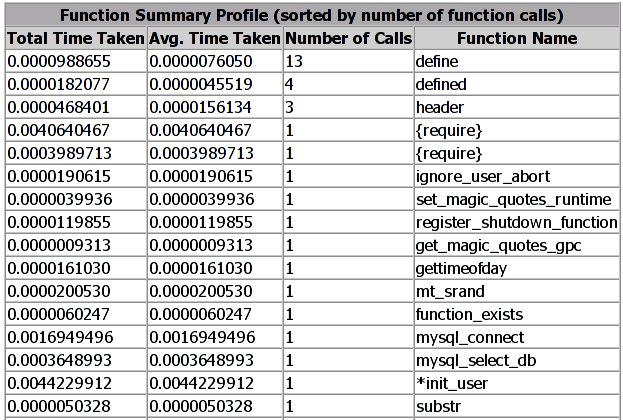 Function Summary Profile (sorted by number of function calls)
Total Time Taken Avg. Time Taken Number of Calls Function Name
0.0000988655 0.0000076050 13 define
0.0000182077 0.0000045519 4 defined
0.0000468401 0.0000156134 3 header
0.0040640467 0.0040640467 1 {require}
0.0003989713 0.0003989713 1 {require}
0.0000190615 0.0000190615 1 ignore_user_abort
0.0000039936 0.0000039936 1 set_magic_quotes_runtime
0.0000119855 0.0000119855 1 register_shutdown_function
0.0000009313 0.0000009313 1 get_magic_quotes_gpc
0.0000161030 0.0000161030 1 gettimeofday
0.0000200530 0.0000200530 1 mt_srand
0.0000060247 0.0000060247 1 function_exists
0.0016949496 0.0016949496 1 mysql_connect
0.0003648993 0.0003648993 1 mysql_select_db
0.0044229912 0.0044229912 1 *init_user
0.0000050328 0.0000050328 1 substr